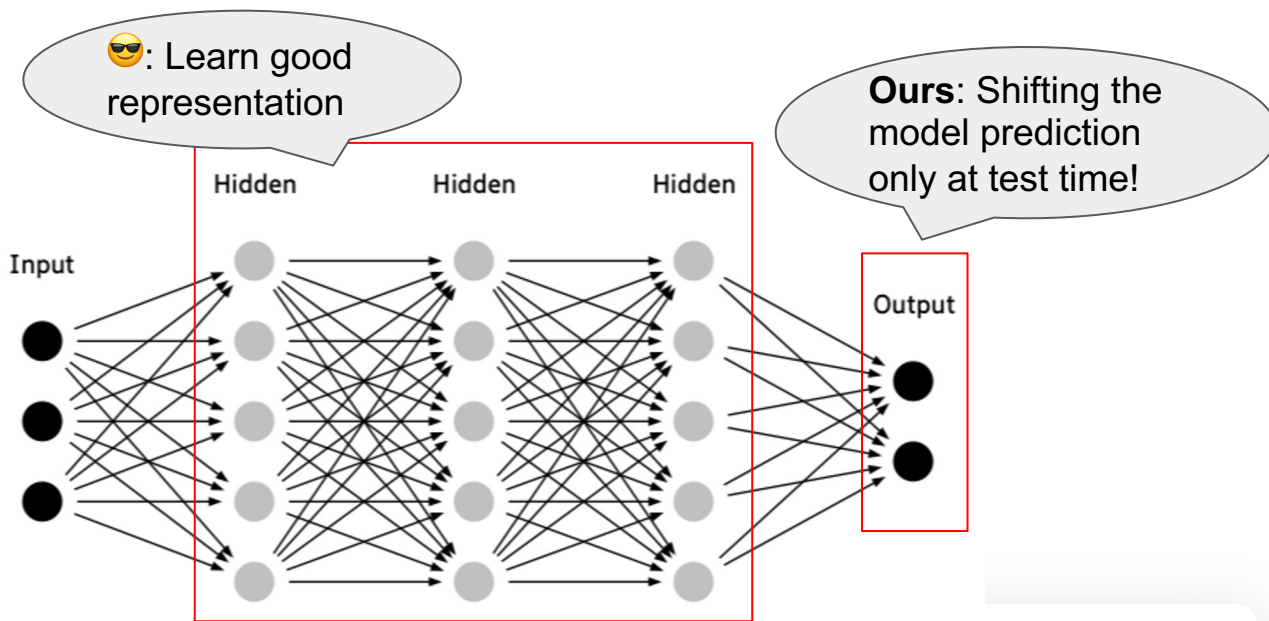 😎: Learn good
representation
Ours: Shifting the
model prediction
only at test time!
Hidden Hidden Hidden
Input
Output